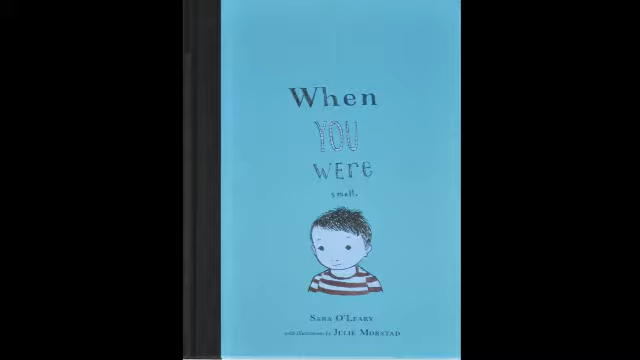 When
YOU
WERE
small.
SARA O'LEARY
with illustrations by JULIE MORSTAD